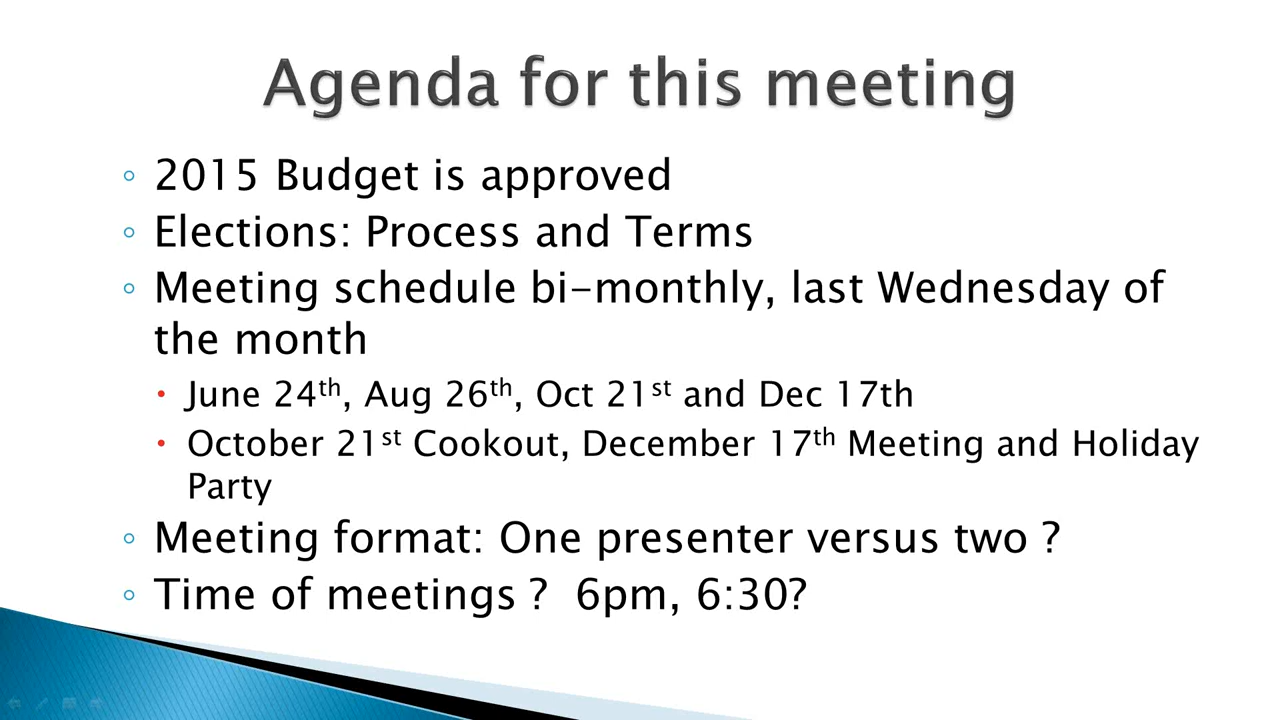 Agenda for this meeting
◦ 2015 Budget is approved
◦ Elections: Process and Terms
◦ Meeting schedule bi-monthly, last Wednesday of
the month
• June 24th, Aug 26th, Oct 21st and Dec 17th
• October 21st Cookout, December 17th Meeting and Holiday
Party
◦ Meeting format: One presenter versus two ?
◦ Time of meetings ? 6pm, 6:30?